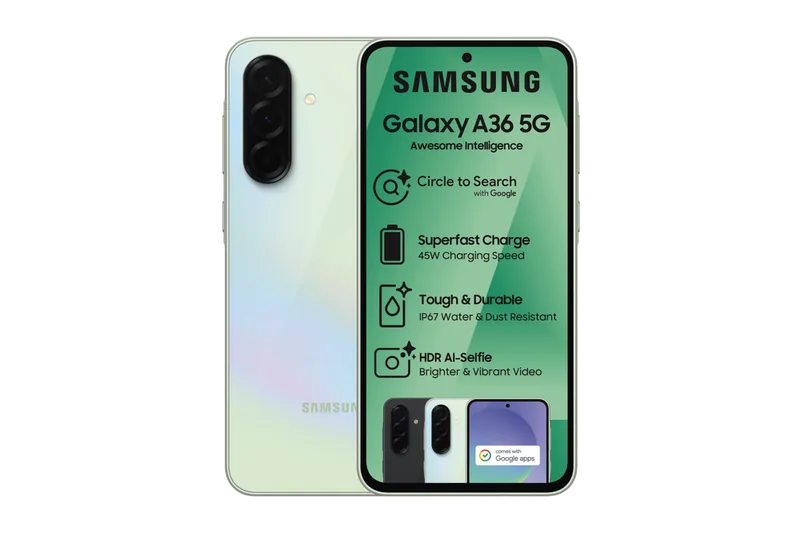 SAMSUNG
Galaxy A36 5G
Awesome Intelligence
Circle to Search
with Google
Superfast Charge
45W Charging Speed
Tough & Durable
IP67 Water & Dust Resistant
HDR AI-Selfie
Brighter & Vibrant Video
SAMSUN
comes with
Google apps